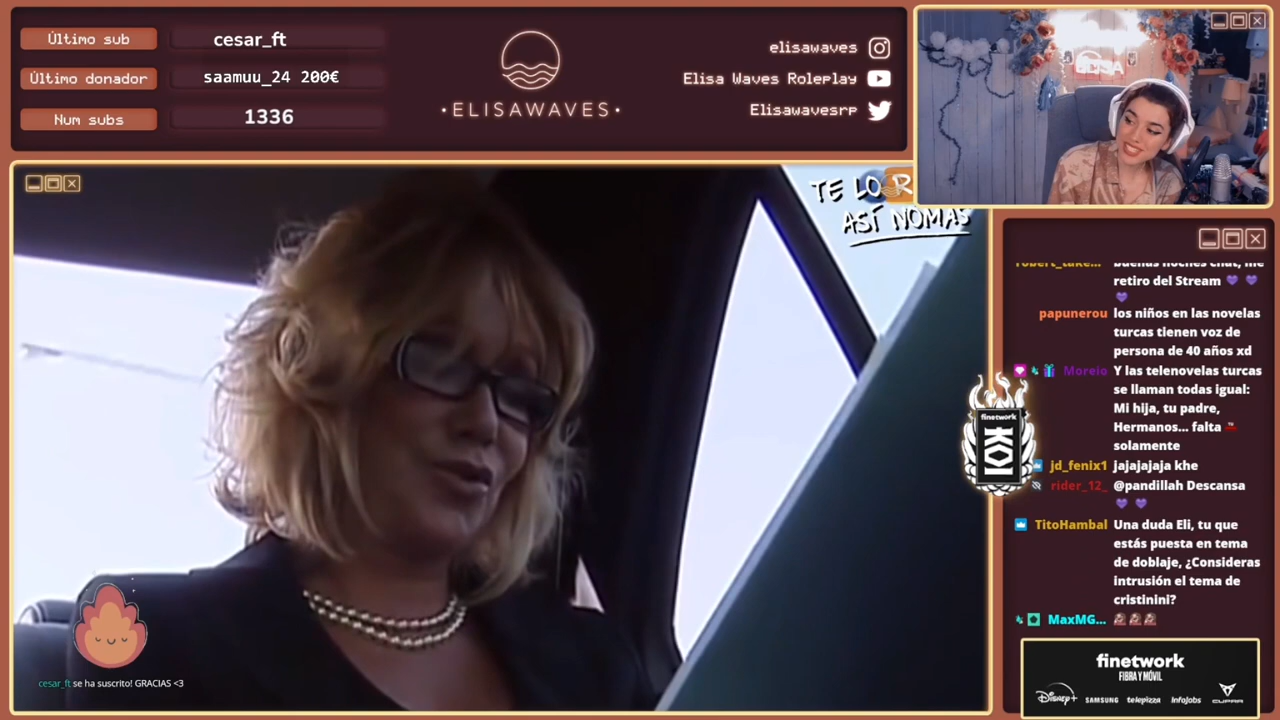 Último sub
cesar_ft
Último donador
saamuu_24 200€
Num subs
1336
•ELISAWAVES•
elisawaves
Elisa Waves Roleplay
Elisawavesrp
TE LO R
ASÍ NOMÁS
buenas noches chat, me
retiro del Stream
papunerou los niños en las novelas
turcas tienen voz de
persona de 40 años xd
Moreio Y las telenovelas turcas
se llaman todas igual:
Mi hija, tu padre,
Hermanos... falta
solamente
jd_fenix1 jajajajaja khe
rider_12_ @pandillah Descansa
TitoHambal Una duda Eli, tu que
estás puesta en tema
de doblaje, ¿Consideras
intrusión el tema de
cristinini?
MaxMG...
finetwork
KOI
cesar_ft se ha suscrito! GRACIAS <3
finetwork
FIBRA Y MÓVIL
Disney+ SAMSUNG telepizza InfoJobs CUPRA